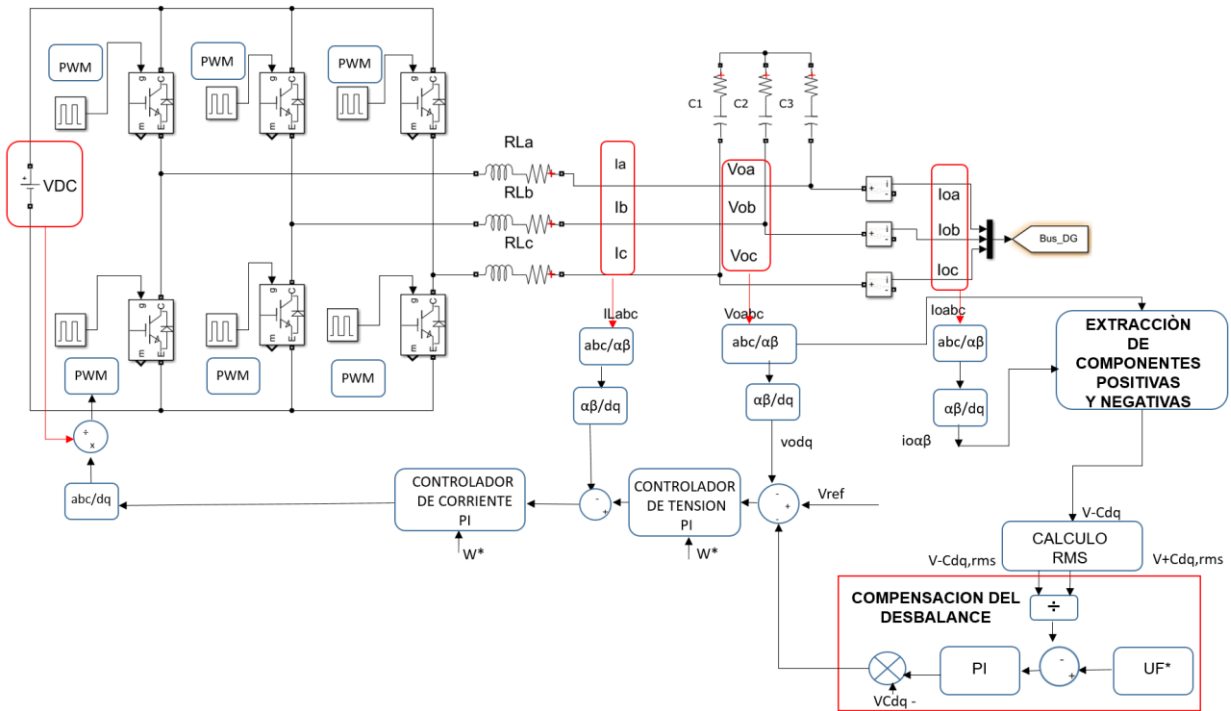 PWM
PWM
PWM
g
C
m
E
g
C
m
E
g
C
m
E
VDC
+
RLa
RLb
RLc
Ia
Ib
Ic
C1
C2
C3
Voa
Vob
Voc
+
i
-
+
i
-
+
i
-
Ioa
Iob
Ioc
Bus_DG
g
C
m
E
g
C
m
E
g
C
m
E
PWM
PWM
PWM
ILabc
Voabc
Ioabc
abc/αβ
abc/αβ
abc/αβ
αβ/dq
αβ/dq
αβ/dq
EXTRACCIÒN
DE
COMPONENTES
POSITIVAS
Y NEGATIVAS
vodq
ioαβ
÷
x
abc/dq
CONTROLADOR
DE CORRIENTE
PI
W*
-
+
CONTROLADOR
DE TENSION
PI
W*
-
+
-
Vref
V-Cdq
CALCULO
RMS
V-Cdq,rms
V+Cdq,rms
COMPENSACION DEL
DESBALANCE
÷
-
+
PI
UF*
VCdq -